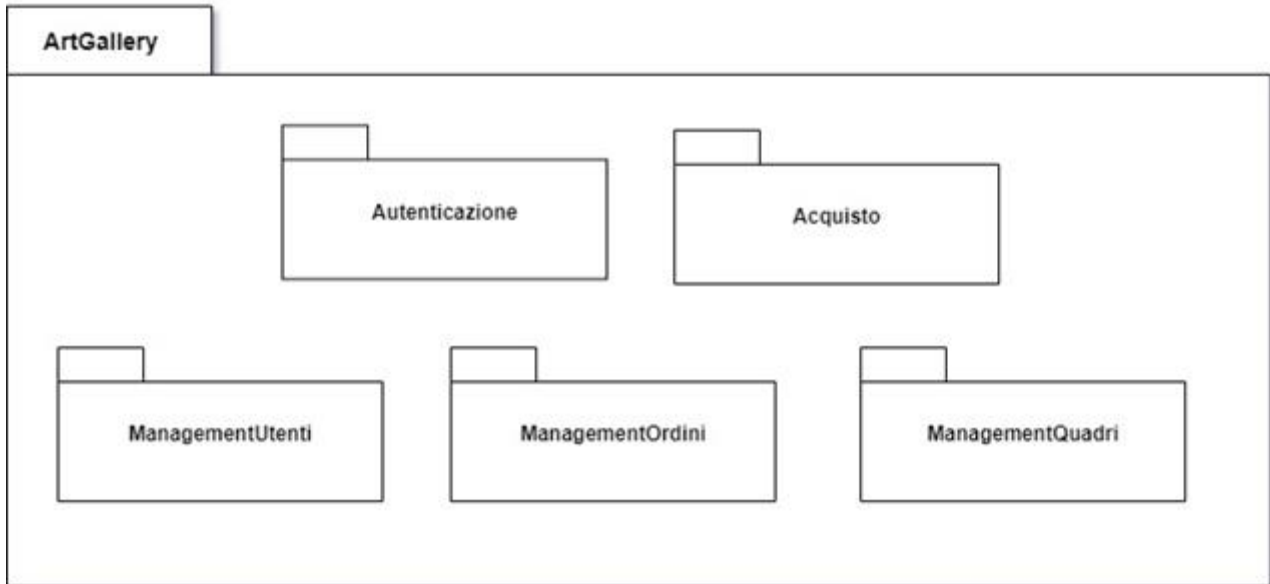 ArtGallery
Autenticazione
Acquisto
ManagementUtenti
ManagementOrdini
ManagementQuadri